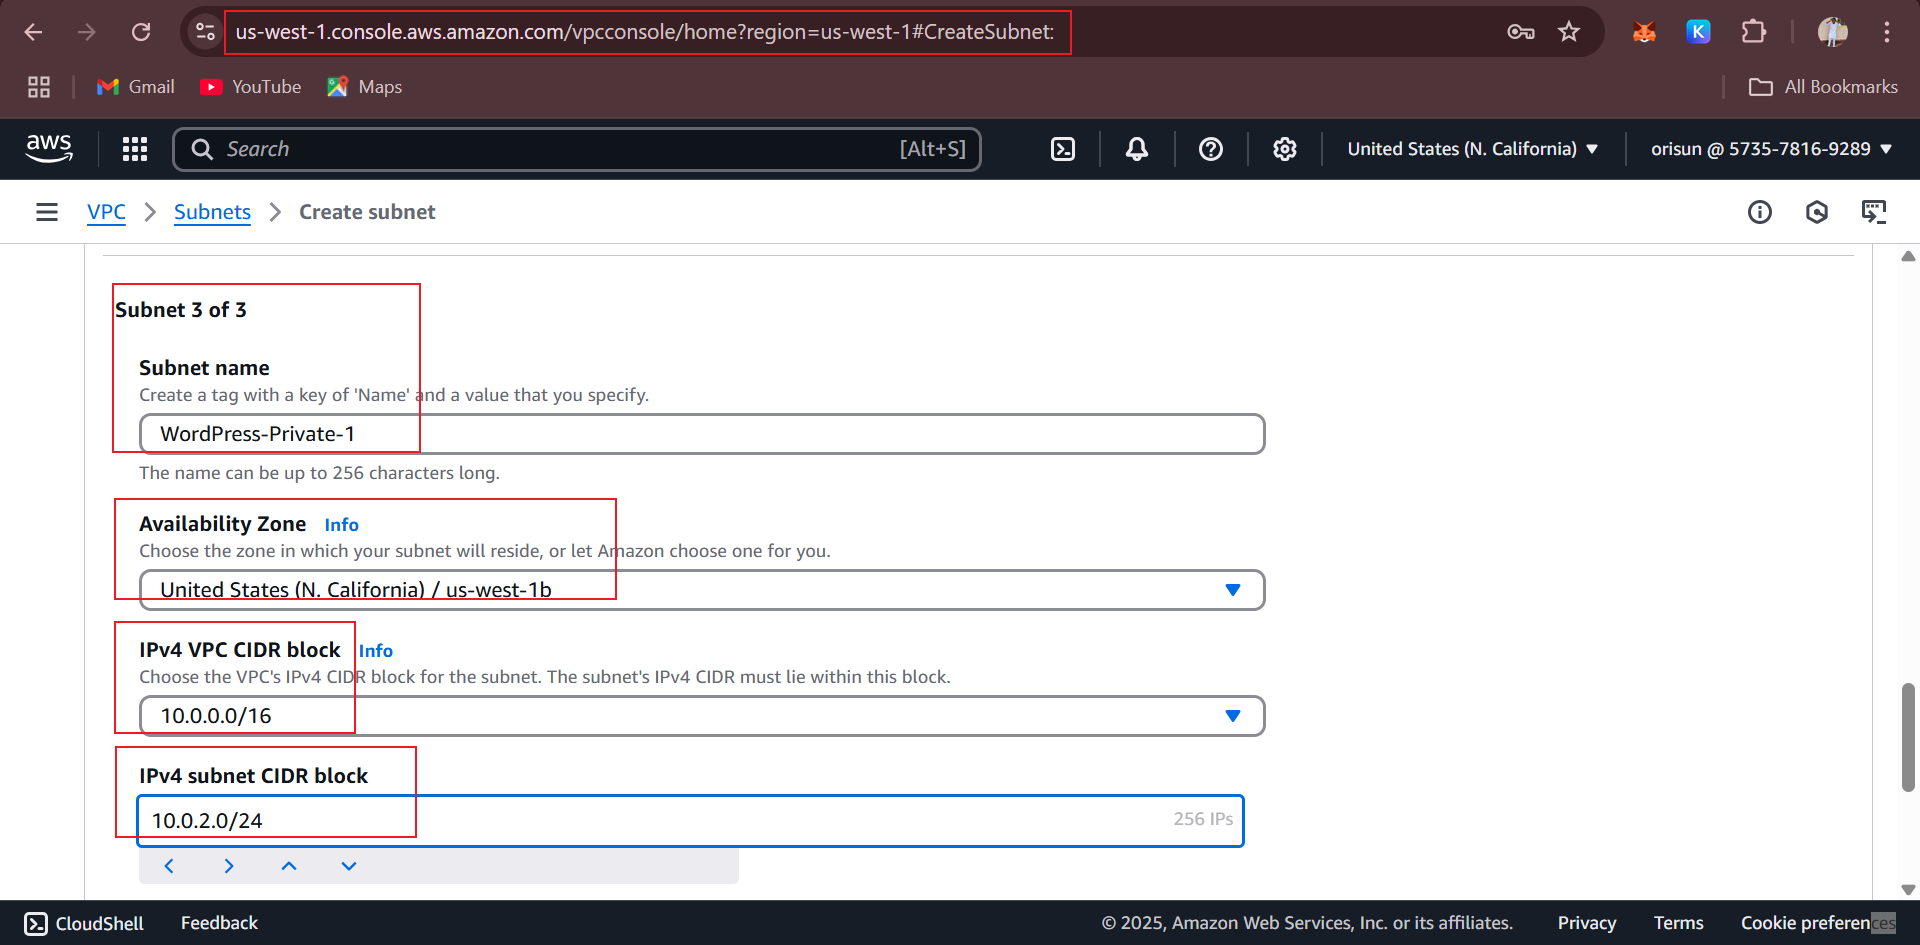 us-west-1.console.aws.amazon.com/vpcconsole/home?region=us-west-1#CreateSubnet:
K
Gmail
YouTube
Maps
All Bookmarks
aws
Search
[Alt+S]
United States (N. California)
orisun @ 5735-7816-9289
VPC
Subnets
Create subnet
Subnet 3 of 3
Subnet name
Create a tag with a key of 'Name' and a value that you specify.
WordPress-Private-1
The name can be up to 256 characters long.
Availability Zone Info
Choose the zone in which your subnet will reside, or let Amazon choose one for you.
United States (N. California) / us-west-1b
IPv4 VPC CIDR block Info
Choose the VPC's IPv4 CIDR block for the subnet. The subnet's IPv4 CIDR must lie within this block.
10.0.0.0/16
IPv4 subnet CIDR block
10.0.2.0/24
256 IPs
CloudShell
Feedback
© 2025, Amazon Web Services, Inc. or its affiliates.
Privacy
Terms
Cookie preferences